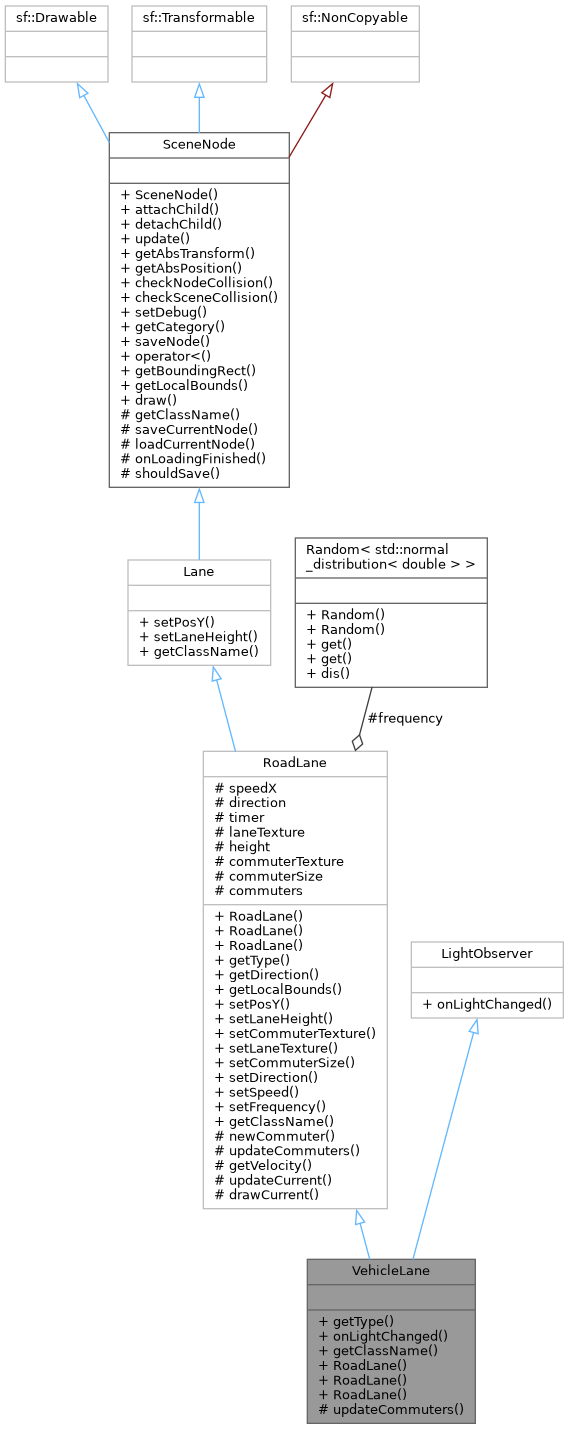 sf::Drawable
sf::Transformable
sf::NonCopyable
SceneNode
+ SceneNode()
+ attachChild()
+ detachChild()
+ update()
+ getAbsTransform()
+ getAbsPosition()
+ checkNodeCollision()
+ checkSceneCollision()
+ setDebug()
+ getCategory()
+ saveNode()
+ operator<()
+ getBoundingRect()
+ getLocalBounds()
+ draw()
# getClassName()
# saveCurrentNode()
# loadCurrentNode()
# onLoadingFinished()
# shouldSave()
Lane
+ setPosY()
+ setLaneHeight()
+ getClassName()
Random< std::normal
_distribution< double > >
+ Random()
+ Random()
+ get()
+ get()
+ dis()
#frequency
RoadLane
# speedX
# direction
# timer
# laneTexture
# height
# commuterTexture
# commuterSize
# commuters
+ RoadLane()
+ RoadLane()
+ RoadLane()
+ getType()
+ getDirection()
+ getLocalBounds()
+ setPosY()
+ setLaneHeight()
+ setCommuterTexture()
+ setLaneTexture()
+ setCommuterSize()
+ setDirection()
+ setSpeed()
+ setFrequency()
+ getClassName()
# newCommuter()
# updateCommuters()
# getVelocity()
# updateCurrent()
# drawCurrent()
LightObserver
+ onLightChanged()
VehicleLane
+ getType()
+ onLightChanged()
+ getClassName()
+ RoadLane()
+ RoadLane()
+ RoadLane()
# updateCommuters()